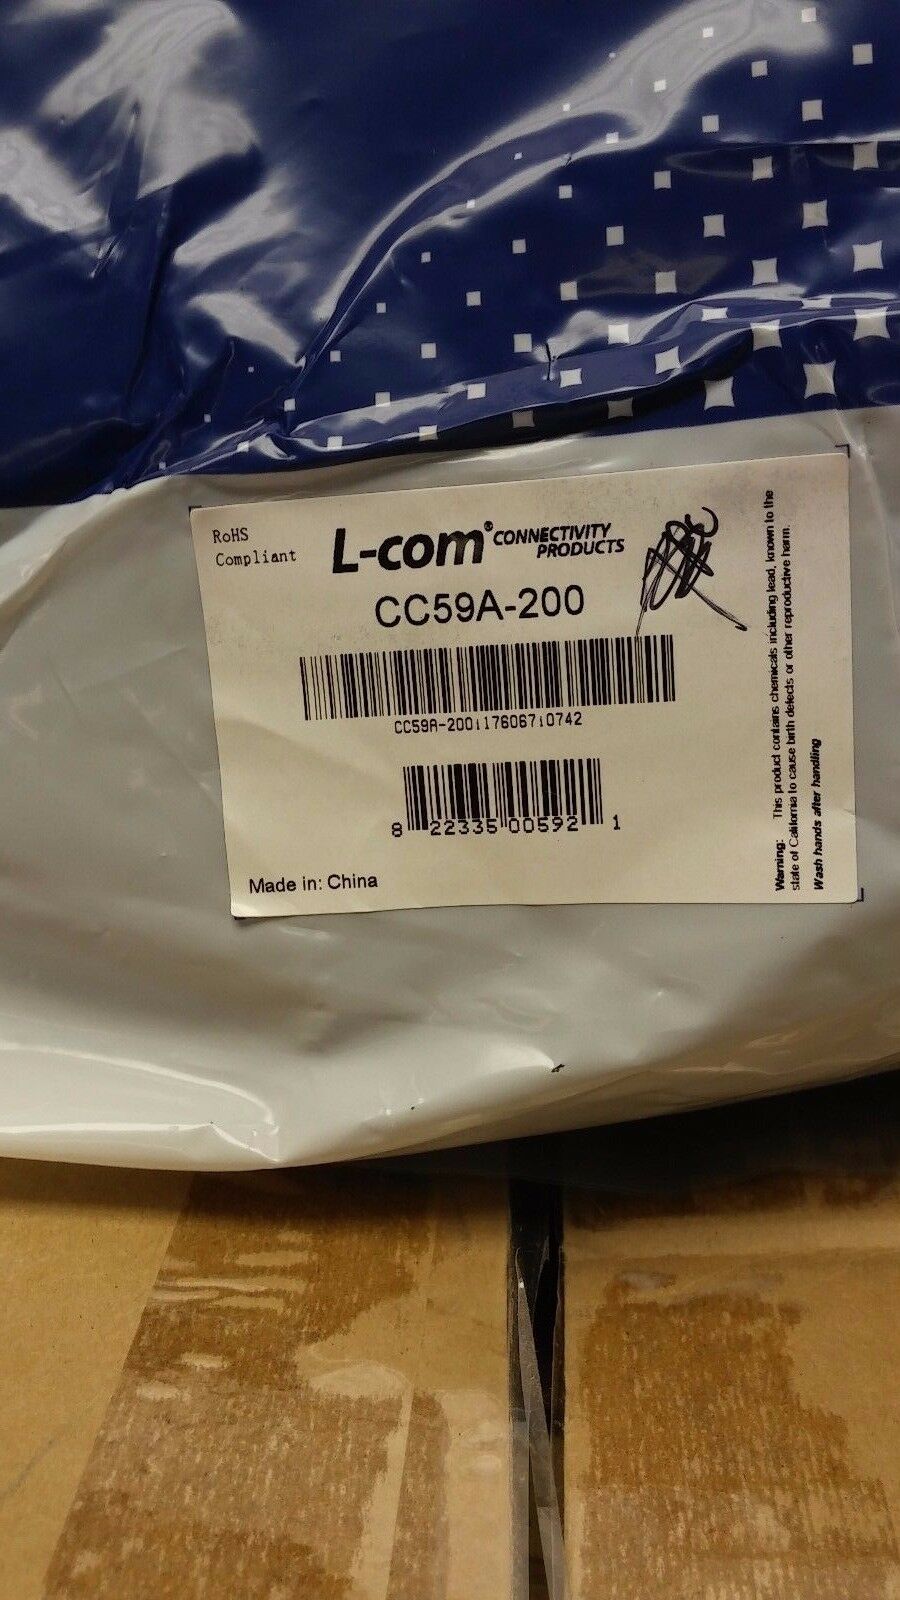 RoHS
Compliant
L-com® CONNECTIVITY
PRODUCTS
CC59A-200
CC59A-200¦176067¦0742
8 22335 00592 1
Made in: China
Warning: This product contains chemicals including lead, known to the
state of California to cause birth defects or other reproductive harm.
Wash hands after handling